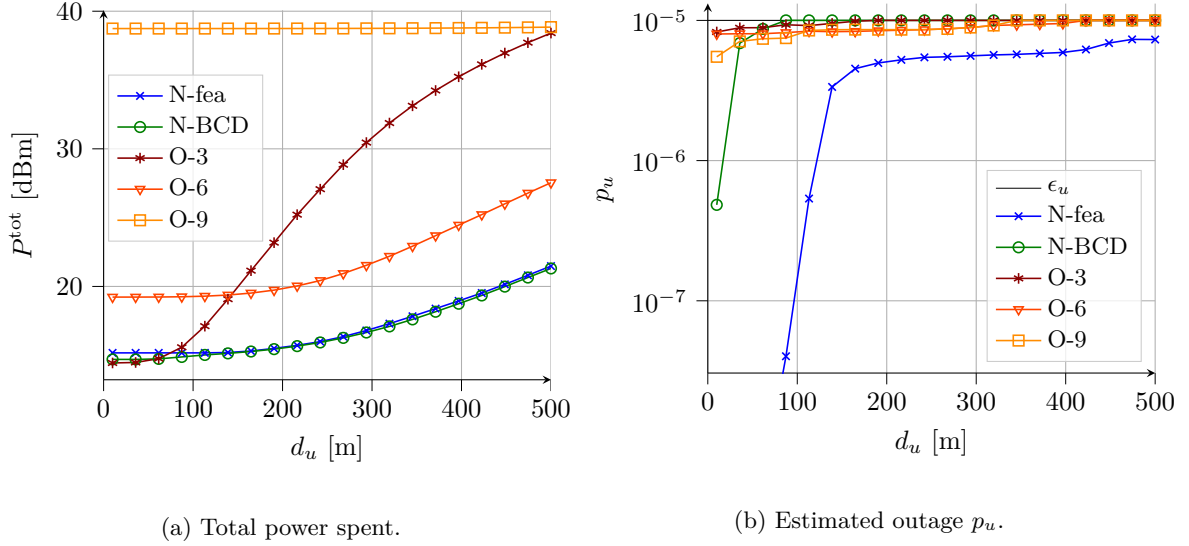 40
30
20
0
100
200
300
400
500
P^tot [dBm]
d_u [m]
N-fea
N-BCD
O-3
O-6
O-9
(a) Total power spent.
10^−5
10^−6
10^−7
0
100
200
300
400
500
p_u
d_u [m]
ϵ_u
N-fea
N-BCD
O-3
O-6
O-9
(b) Estimated outage p_u.